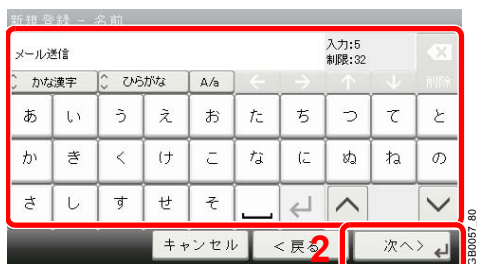 新規登録 - 名前
メール送信
入力:5
制限:32
かな漢字 ひらがな A/a ← → ↑ ↓ 削除
あ い う え お た ち つ て と
か き く け こ な に ぬ ね の
さ し す せ そ
キャンセル < 戻る 2 次へ >
GB0057_80